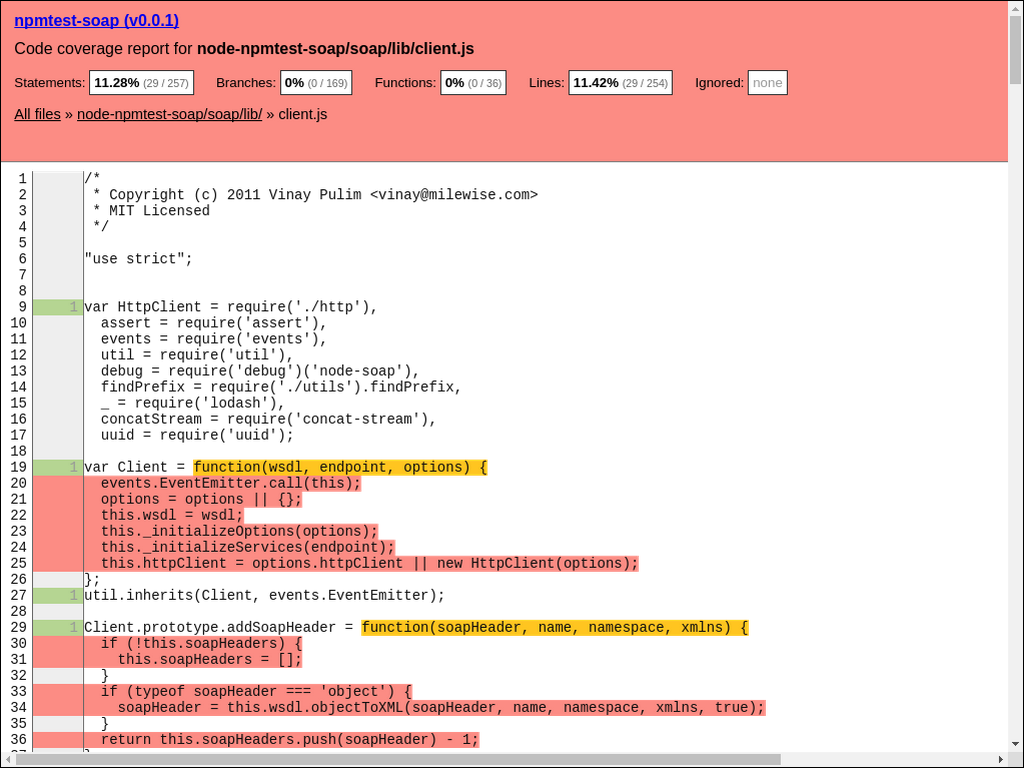 npmtest-soap (v0.0.1)
Code coverage report for node-npmtest-soap/soap/lib/client.js
Statements: 11.28% (29 / 257) Branches: 0% (0 / 169) Functions: 0% (0 / 36) Lines: 11.42% (29 / 254) Ignored: none
All files » node-npmtest-soap/soap/lib/ » client.js
1 /*
2 * Copyright (c) 2011 Vinay Pulim <vinay@milewise.com>
3 * MIT Licensed
4 */
5
6 "use strict";
7
8
9 1 var HttpClient = require('./http'),
10 assert = require('assert'),
11 events = require('events'),
12 util = require('util'),
13 debug = require('debug')('node-soap'),
14 findPrefix = require('./utils').findPrefix,
15 _ = require('lodash'),
16 concatStream = require('concat-stream'),
17 uuid = require('uuid');
18
19 1 var Client = function(wsdl, endpoint, options) {
20 events.EventEmitter.call(this);
21 options = options || {};
22 this.wsdl = wsdl;
23 this._initializeOptions(options);
24 this._initializeServices(endpoint);
25 this.httpClient = options.httpClient || new HttpClient(options);
26 };
27 1 util.inherits(Client, events.EventEmitter);
28
29 1 Client.prototype.addSoapHeader = function(soapHeader, name, namespace, xmlns) {
30 if (!this.soapHeaders) {
31 this.soapHeaders = [];
32 }
33 if (typeof soapHeader === 'object') {
34 soapHeader = this.wsdl.objectToXML(soapHeader, name, namespace, xmlns, true);
35 }
36 return this.soapHeaders.push(soapHeader) - 1;